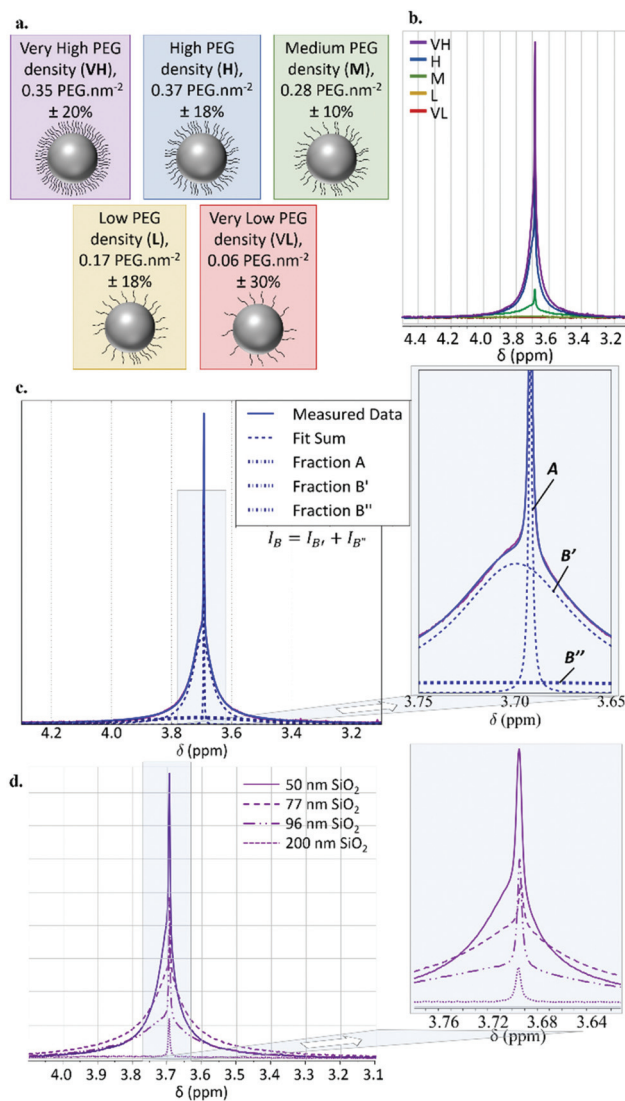 a.
Very High PEG
density (VH),
0.35 PEG.nm⁻²
± 20%
High PEG
density (H),
0.37 PEG.nm⁻²
± 18%
Medium PEG
density (M),
0.28 PEG.nm⁻²
± 10%
Low PEG
density (L),
0.17 PEG.nm⁻²
± 18%
Very Low PEG
density (VL),
0.06 PEG.nm⁻²
± 30%
b.
VH
H
M
L
VL
4.4 4.2 4.0 3.8 3.6 3.4 3.2
δ (ppm)
c.
Measured Data
Fit Sum
Fraction A
Fraction B'
Fraction B''
I_B = I_B' + I_B"
4.2 4.0 3.8 3.6 3.4 3.2
δ (ppm)
A
B'
B''
3.75 3.70 3.65
δ (ppm)
d.
50 nm SiO₂
77 nm SiO₂
96 nm SiO₂
200 nm SiO₂
4.0 3.9 3.8 3.7 3.6 3.5 3.4 3.3 3.2 3.1
δ (ppm)
3.76 3.72 3.68 3.64
δ (ppm)